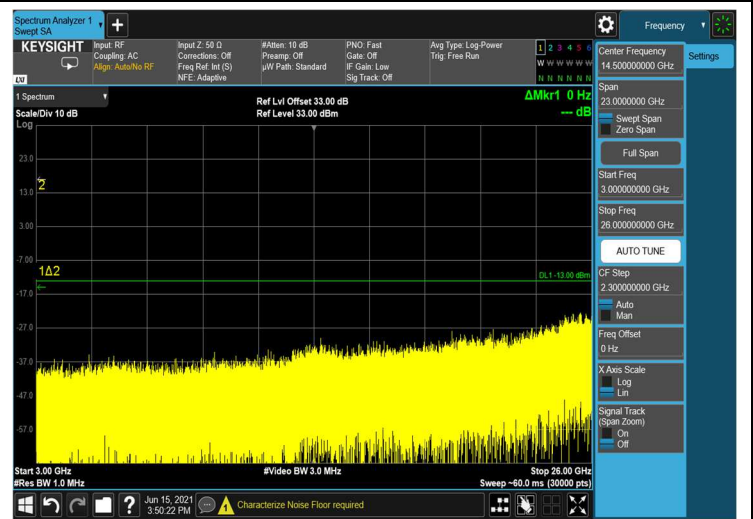 Spectrum Analyzer 1
Swept SA
+
Frequency
KEYSIGHT
Input: RF
Coupling: AC
Align: Auto/No RF
Input Z: 50 Ω
Corrections: Off
Freq Ref: Int (S)
NFE: Adaptive
#Atten: 10 dB
Preamp: Off
µW Path: Standard
PNO: Fast
Gate: Off
IF Gain: Low
Sig Track: Off
Avg Type: Log-Power
Trig: Free Run
1 2 3 4 5 6
W W W W W W
N N N N N N
LXI
Center Frequency
14.500000000 GHz
Settings
Span
23.0000000 GHz
Swept Span
Zero Span
Full Span
Start Freq
3.000000000 GHz
Stop Freq
26.000000000 GHz
AUTO TUNE
CF Step
2.300000000 GHz
Auto
Man
Freq Offset
0 Hz
X Axis Scale
Log
Lin
Signal Track
(Span Zoom)
On
Off
1 Spectrum
Scale/Div 10 dB
Log
Ref Lvl Offset 33.00 dB
Ref Level 33.00 dBm
ΔMkr1 0 Hz
--- dB
23.0
13.0
3.00
-7.00
-17.0
-27.0
-37.0
-47.0
-57.0
2
1Δ2
DL1 -13.00 dBm
Start 3.00 GHz
#Res BW 1.0 MHz
#Video BW 3.0 MHz
Stop 26.00 GHz
Sweep ~60.0 ms (30000 pts)
?
Jun 15, 2021
3:50:22 PM
Characterize Noise Floor required